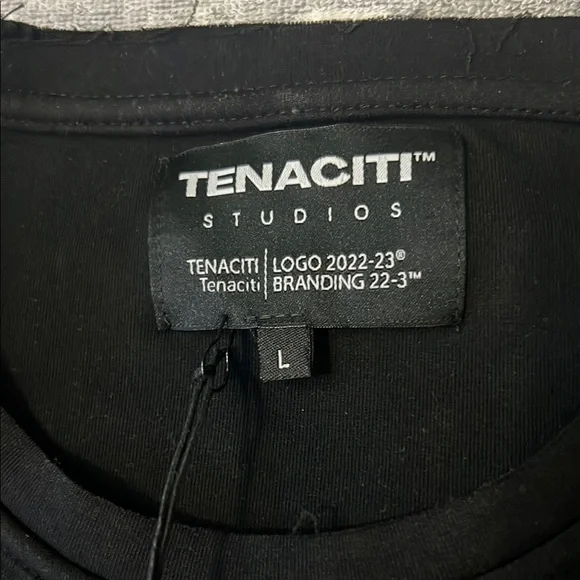 TENACITI™
STUDIOS
TENACITI | LOGO 2022-23®
Tenaciti | BRANDING 22-3™
L